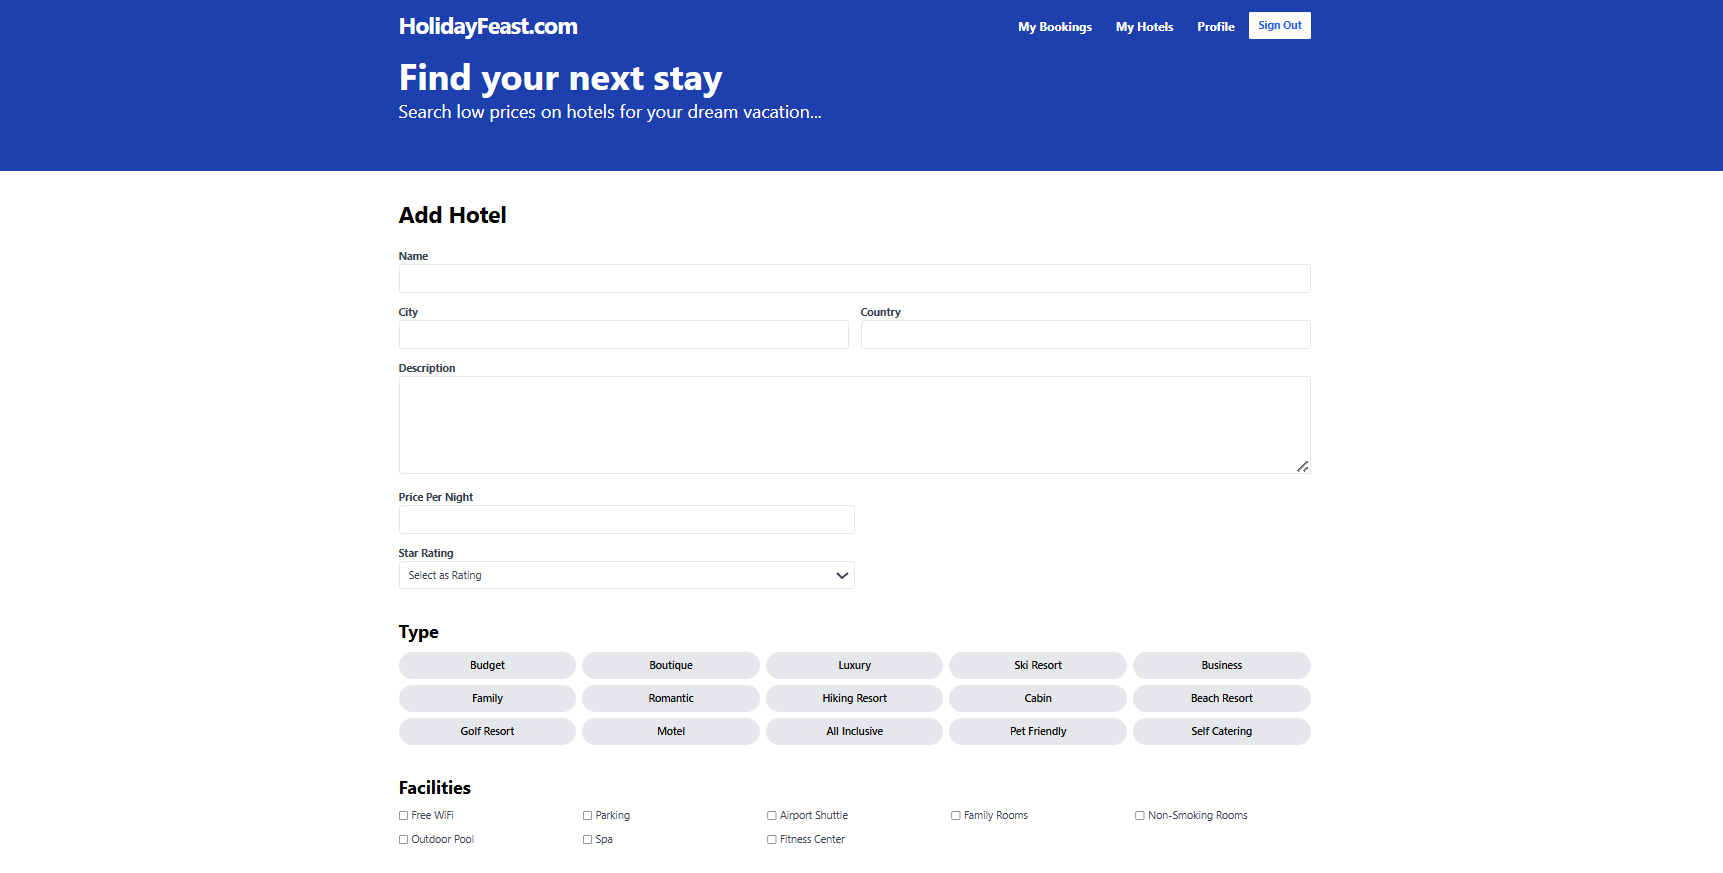 HolidayFeast.com
My Bookings My Hotels Profile Sign Out
Find your next stay
Search low prices on hotels for your dream vacation...
Add Hotel
Name
City Country
Description
Price Per Night
Star Rating
Select as Rating
Type
Budget Boutique Luxury Ski Resort Business
Family Romantic Hiking Resort Cabin Beach Resort
Golf Resort Motel All Inclusive Pet Friendly Self Catering
Facilities
Free WiFi Parking Airport Shuttle Family Rooms Non-Smoking Rooms
Outdoor Pool Spa Fitness Center